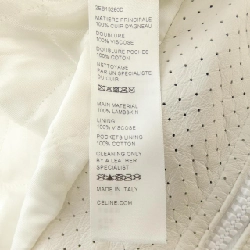 MATIERE PRINCIPALE
100% CUIR D'AGNEAU
DOUBLURE
100% VISCOSE
DOUBLURE POCHE
100% COTTON
NETTOYAGE
PAR UN SPECIALISTE
DU CUIR
MAIN MATERIAL
100% LAMBSKIN
LINING
100% VISCOSE
POCKETS LINING
100% COTTON
CLEANING ONLY
BY A LEATHER
SPECIALIST
MADE IN ITALY
CELINE.COM